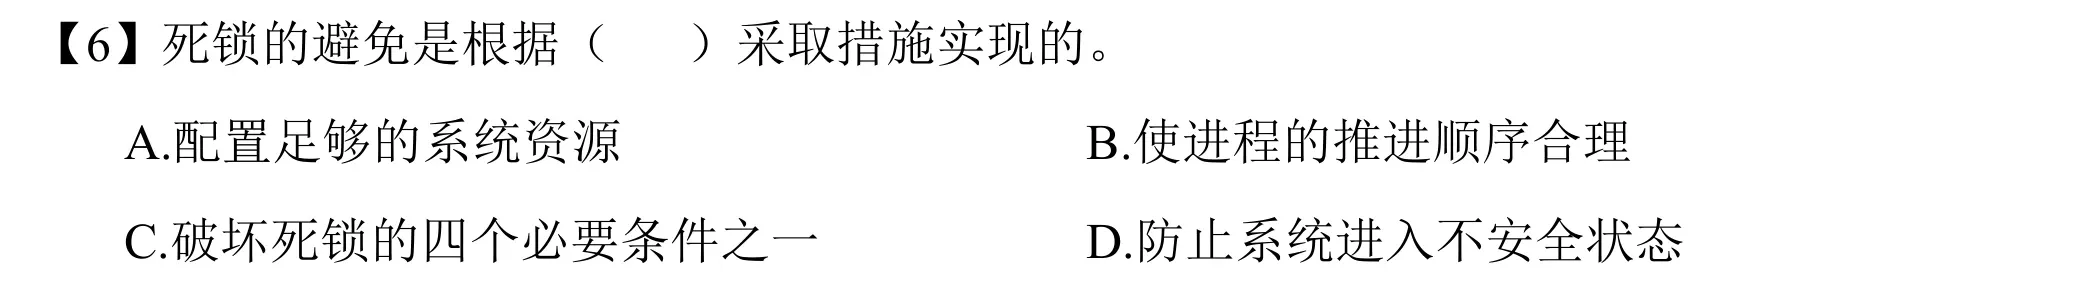 【6】死锁的避免是根据（　　）采取措施实现的。
A.配置足够的系统资源　　B.使进程的推进顺序合理
C.破坏死锁的四个必要条件之一　　D.防止系统进入不安全状态